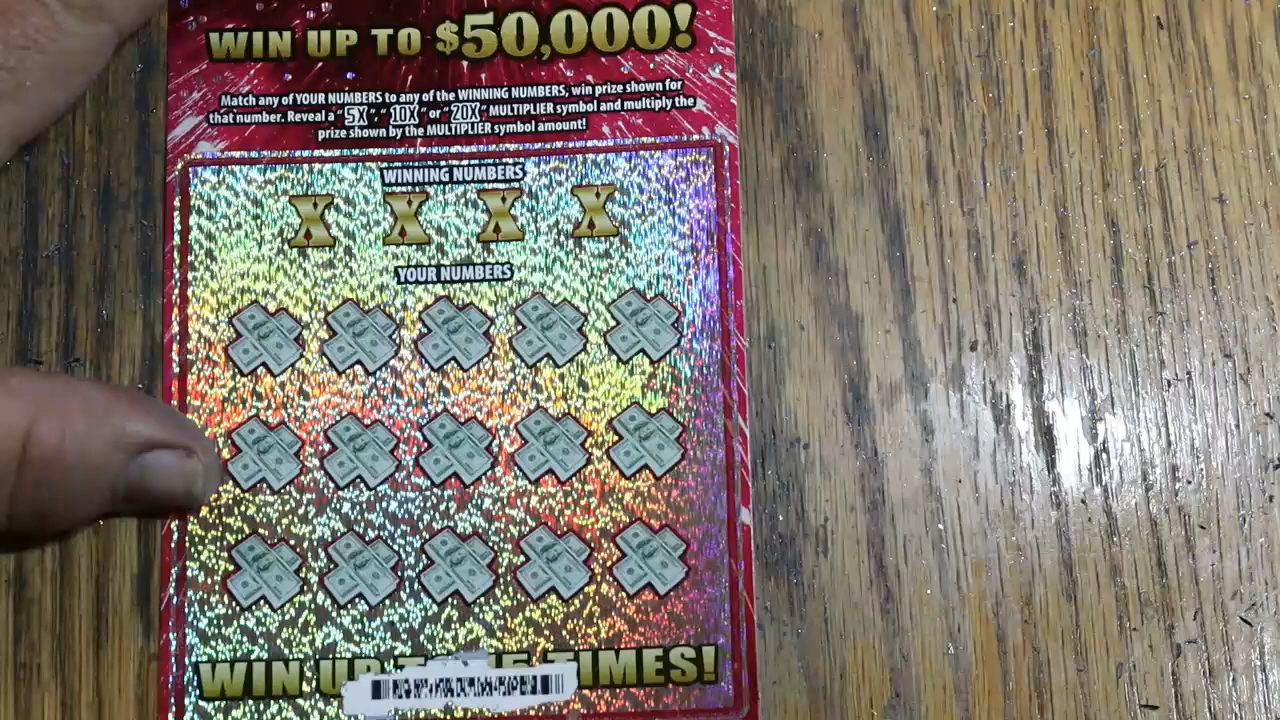 WIN UP TO $50,000!
Match any of YOUR NUMBERS to any of the WINNING NUMBERS, win prize shown for
that number. Reveal a "5X", "10X" or "20X" MULTIPLIER symbol and multiply the
prize shown by the MULTIPLIER symbol amount!
WINNING NUMBERS
X X X X
YOUR NUMBERS
WIN UP TO 15 TIMES!